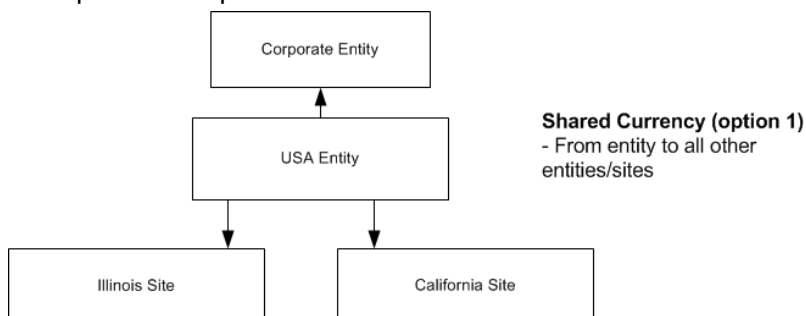 Corporate Entity
USA Entity
Shared Currency (option 1)
- From entity to all other
entities/sites
Illinois Site
California Site